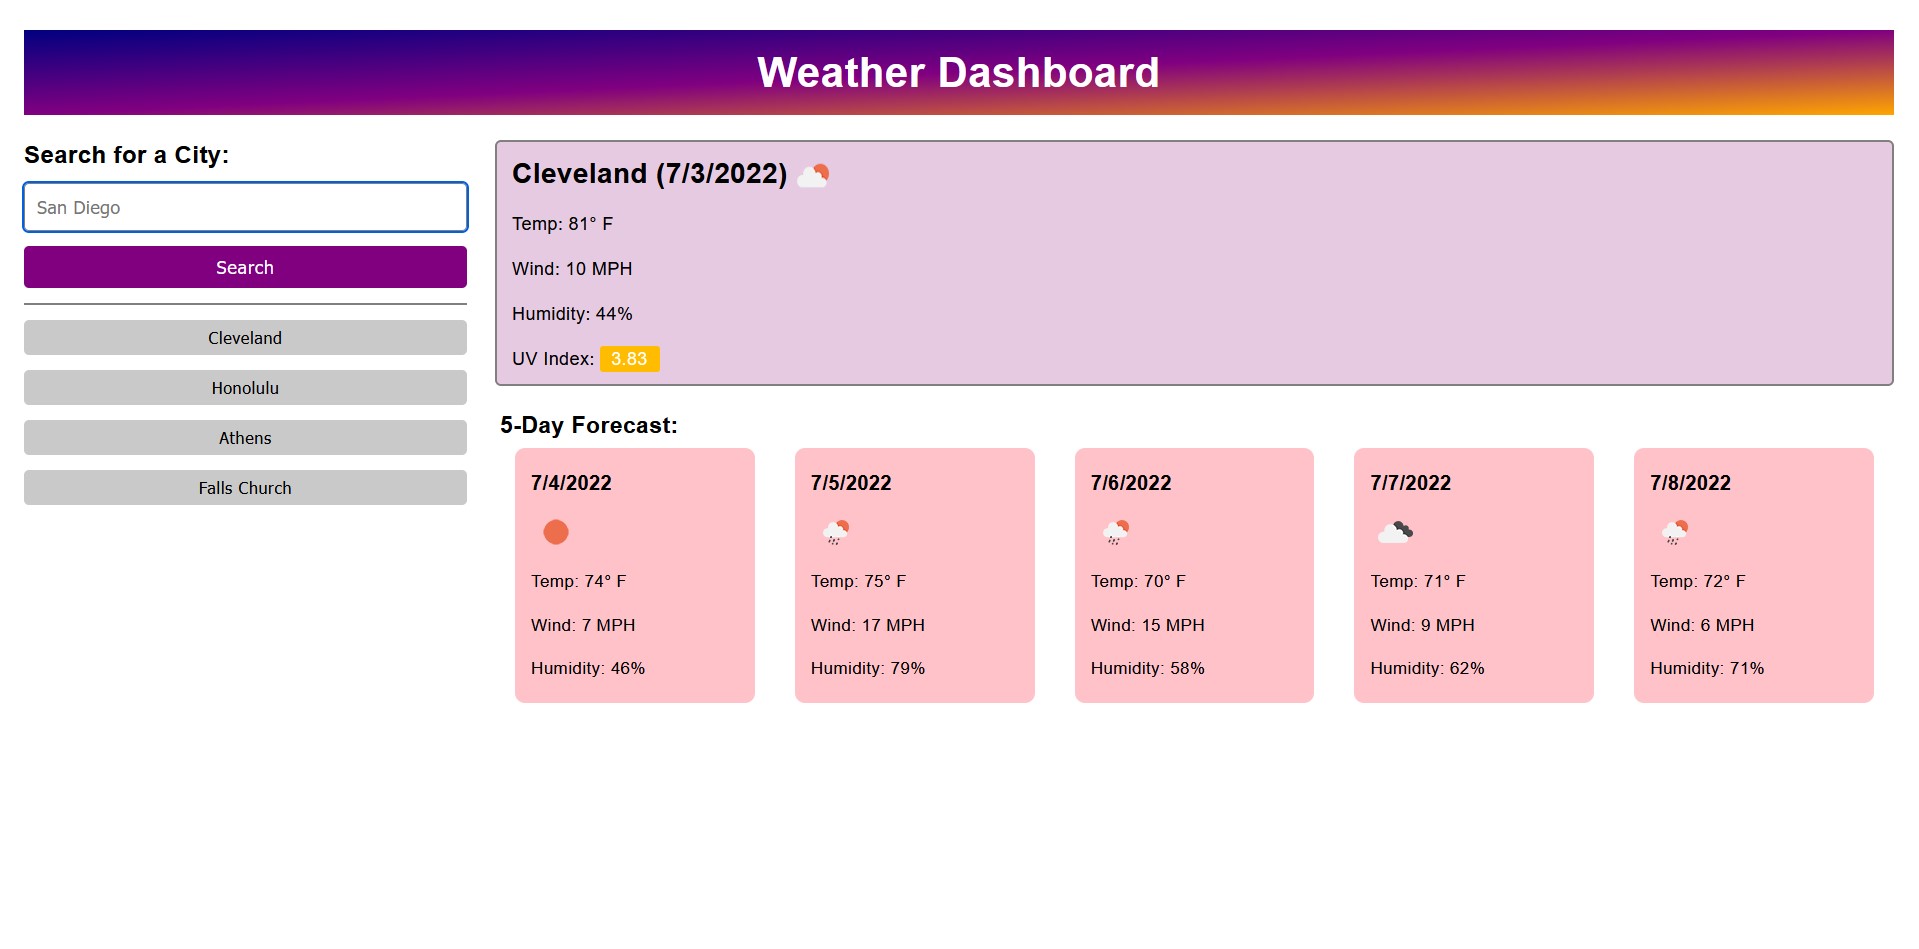 Weather Dashboard
Search for a City:
San Diego
Search
Cleveland
Honolulu
Athens
Falls Church
Cleveland (7/3/2022)
Temp: 81° F
Wind: 10 MPH
Humidity: 44%
UV Index: 3.83
5-Day Forecast:
7/4/2022
Temp: 74° F
Wind: 7 MPH
Humidity: 46%
7/5/2022
Temp: 75° F
Wind: 17 MPH
Humidity: 79%
7/6/2022
Temp: 70° F
Wind: 15 MPH
Humidity: 58%
7/7/2022
Temp: 71° F
Wind: 9 MPH
Humidity: 62%
7/8/2022
Temp: 72° F
Wind: 6 MPH
Humidity: 71%